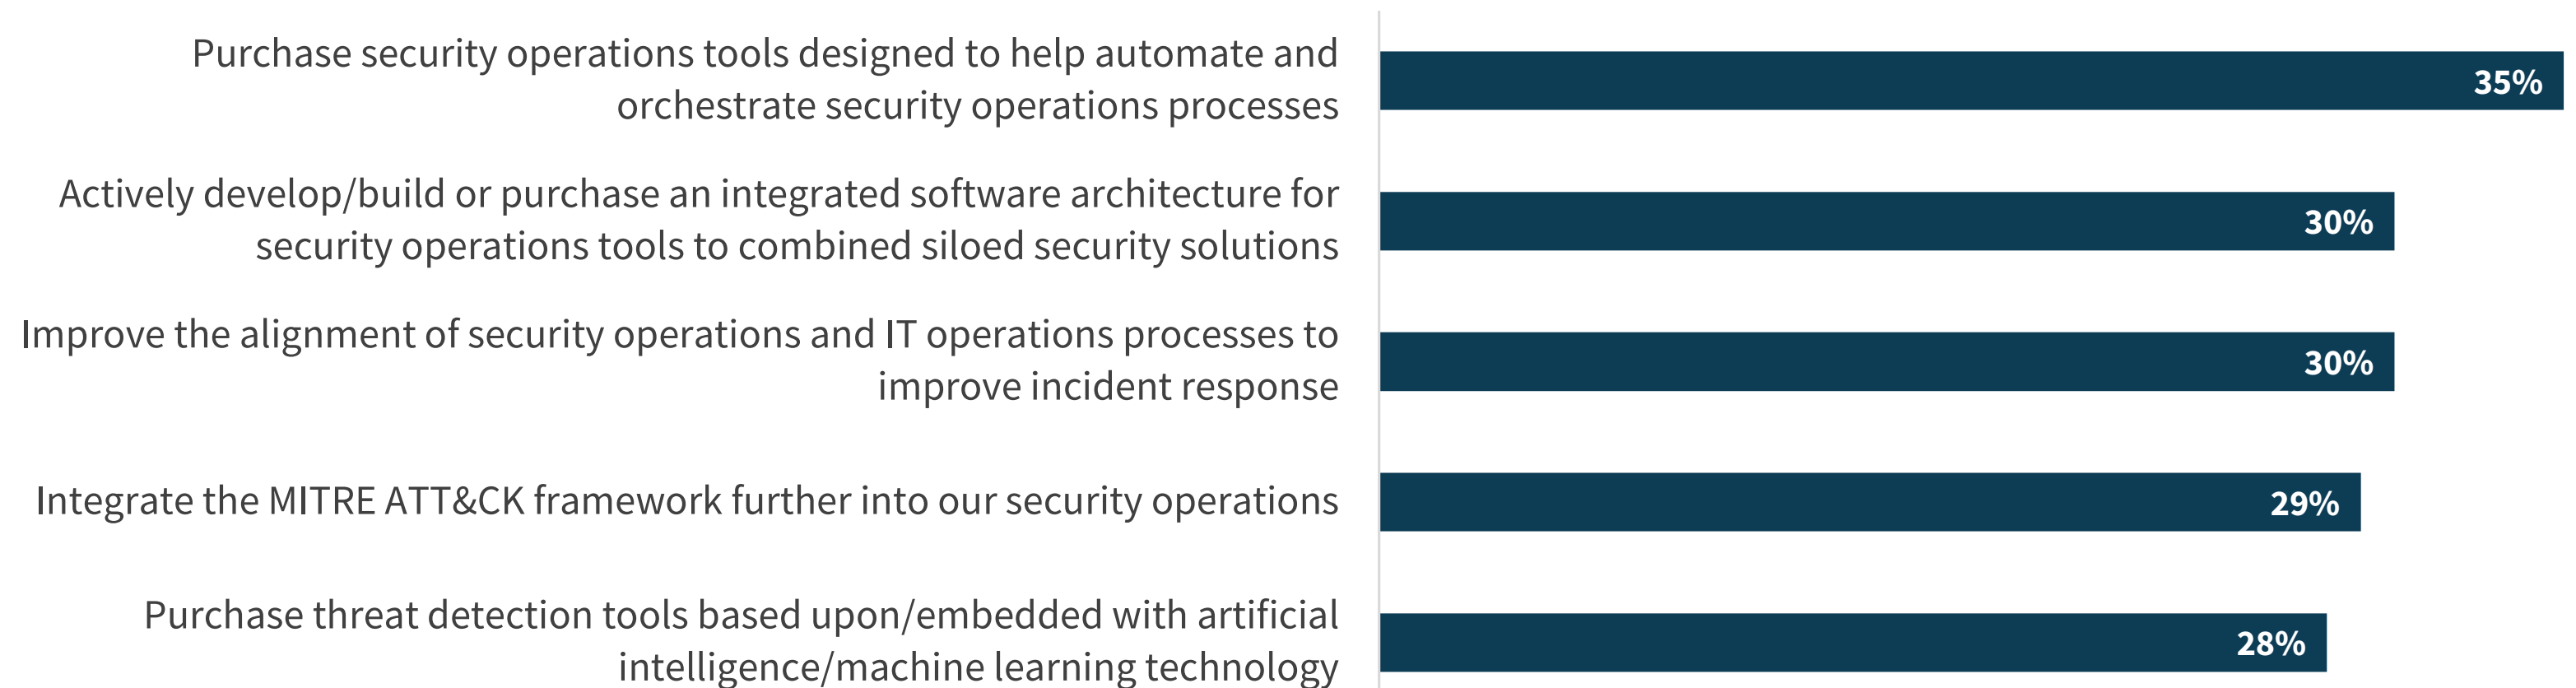 Purchase security operations tools designed to help automate and
orchestrate security operations processes
35%
Actively develop/build or purchase an integrated software architecture for
security operations tools to combined siloed security solutions
30%
Improve the alignment of security operations and IT operations processes to
improve incident response
30%
Integrate the MITRE ATT&CK framework further into our security operations
29%
Purchase threat detection tools based upon/embedded with artificial
intelligence/machine learning technology
28%